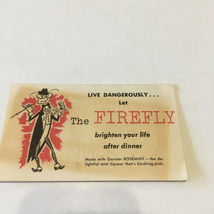 LIVE DANGEROUSLY...
Let
The FIREFLY
brighten your life
after dinner
Made with Garnier ROSEMINT — the de-
lightful mint liqueur that's blushing-pink.